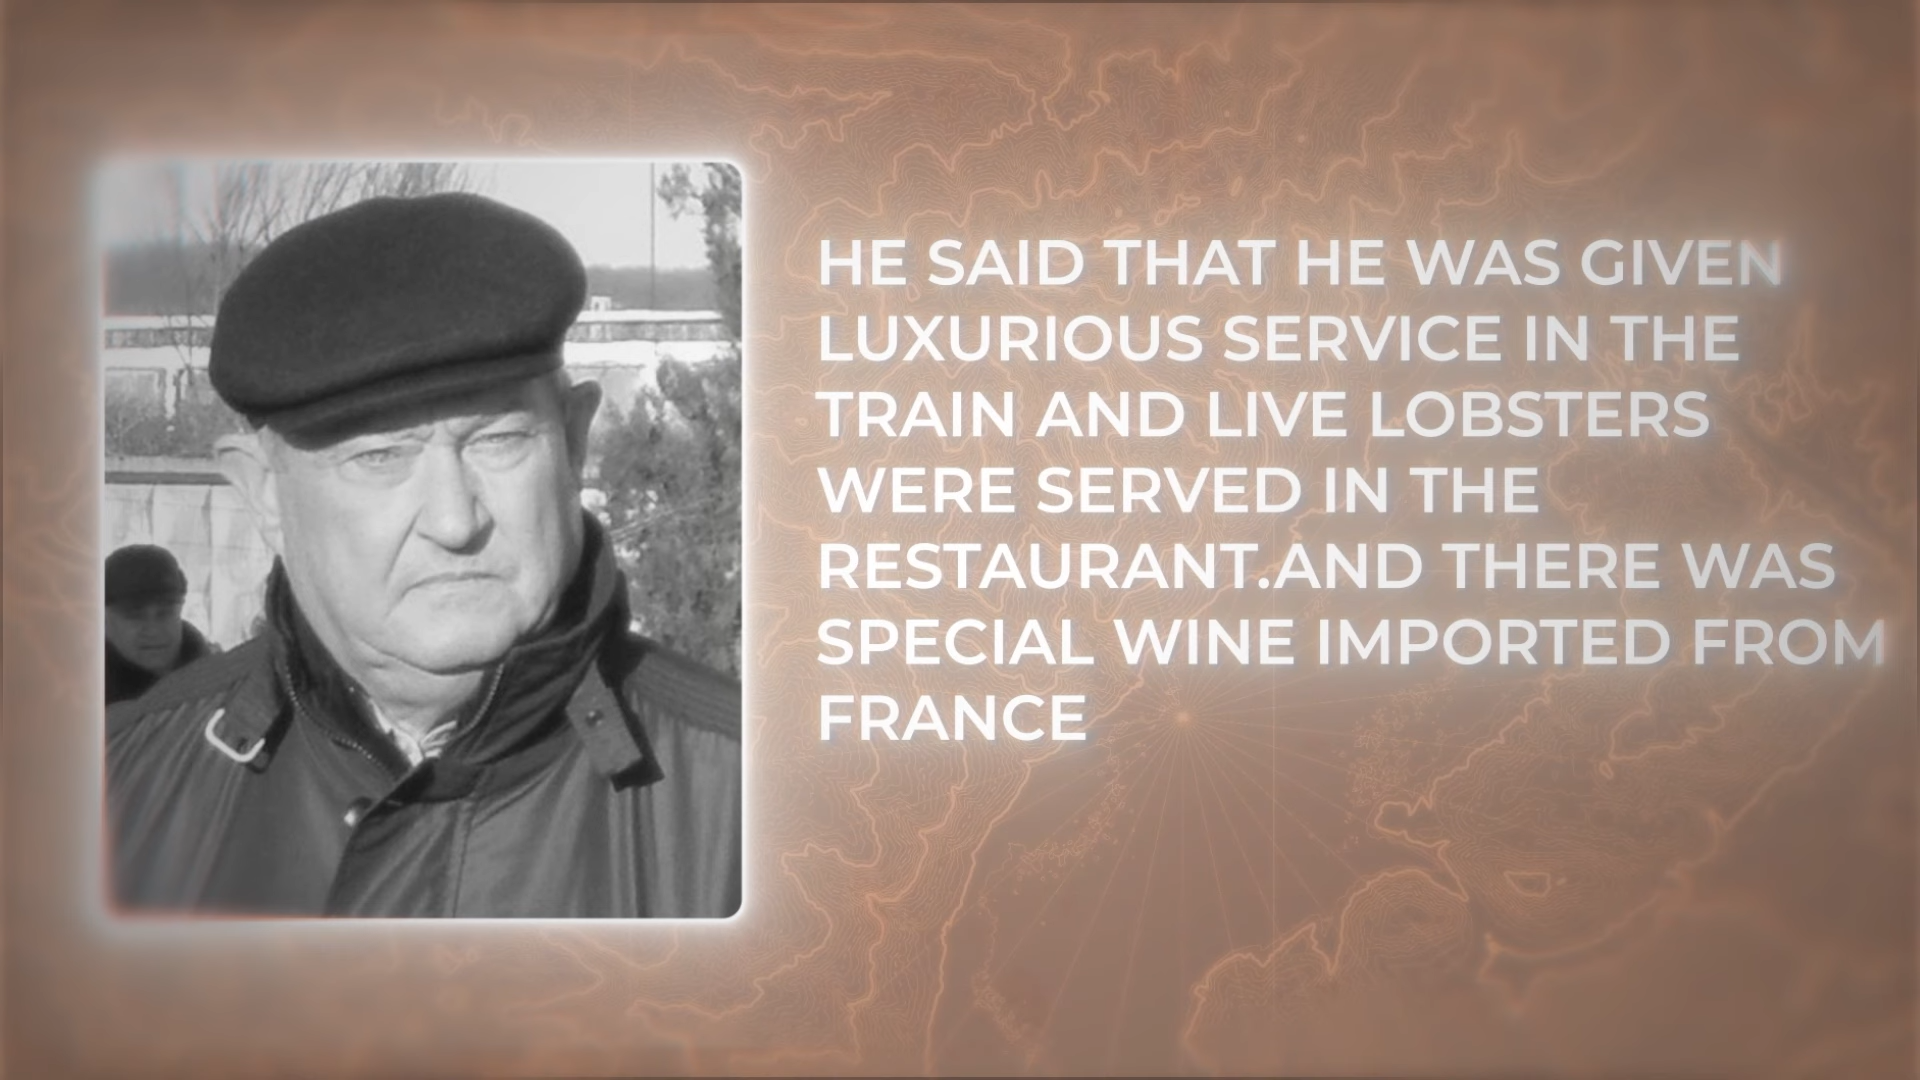 HE SAID THAT HE WAS GIVEN
LUXURIOUS SERVICE IN THE
TRAIN AND LIVE LOBSTERS
WERE SERVED IN THE
RESTAURANT.AND THERE WAS
SPECIAL WINE IMPORTED FROM
FRANCE